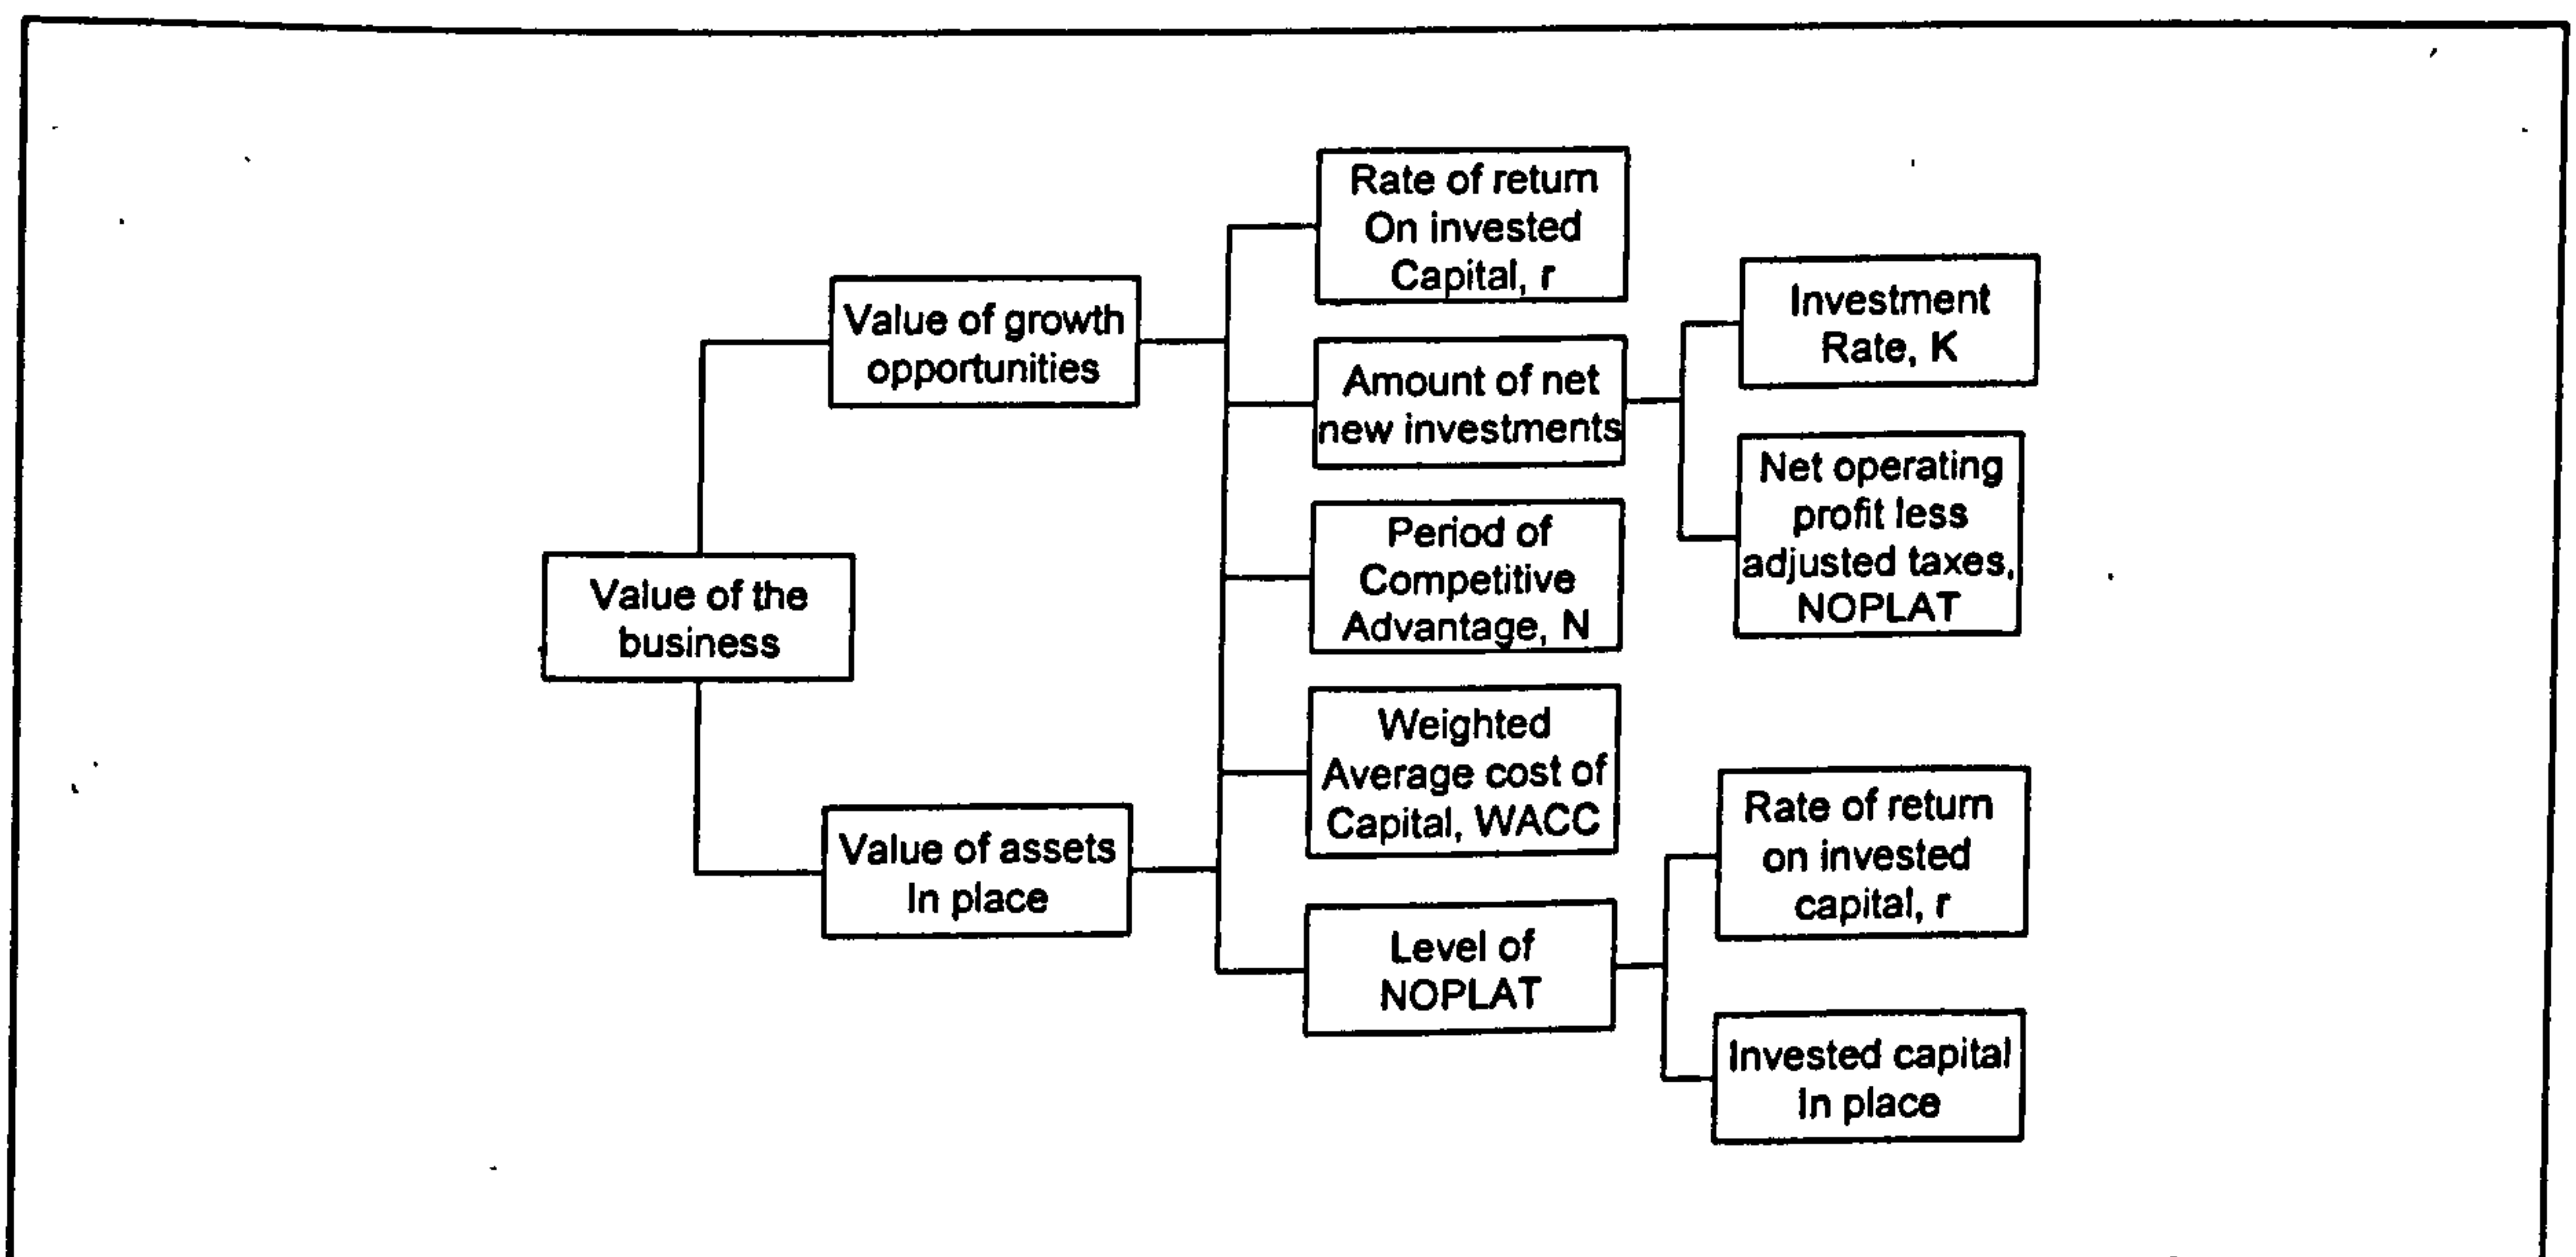 Rate of return
On invested
Capital, r
Investment
Rate, K
Value of growth
opportunities
Amount of net
new investments
Net operating
profit less
adjusted taxes,
NOPLAT
Period of
Competitive
Advantage, N
Value of the
business
Weighted
Average cost of
Capital, WACC
Rate of return
on invested
capital, r
Value of assets
In place
Level of
NOPLAT
Invested capital
In place